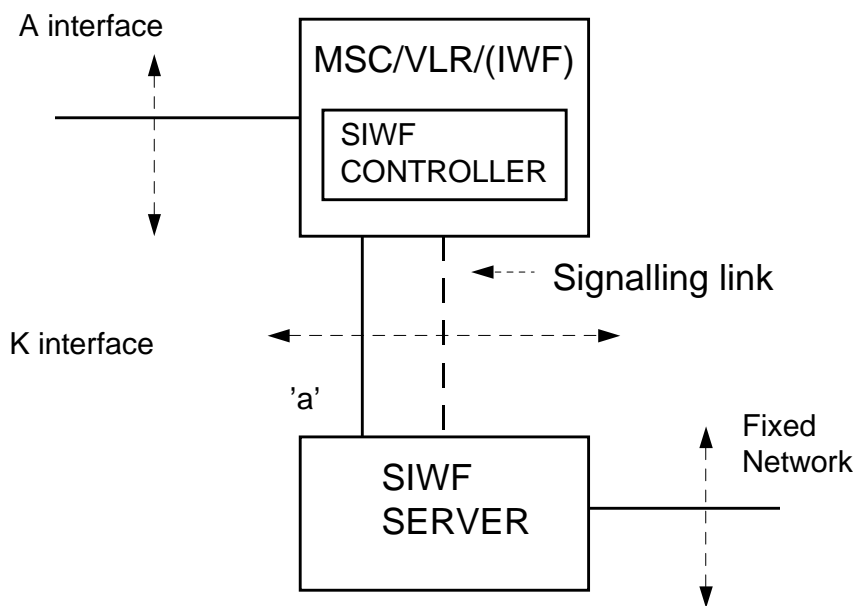 A interface
MSC/VLR/(IWF)
SIWF
CONTROLLER
Signalling link
K interface
'a'
Fixed
Network
SIWF
SERVER